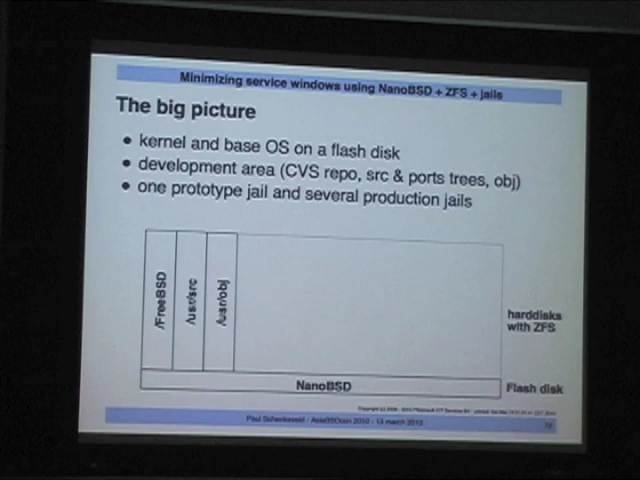 Minimizing service windows using NanoBSD + ZFS + jails
The big picture
• kernel and base OS on a flash disk
• development area (CVS repo, src & ports trees, obj)
• one prototype jail and several production jails
/FreeBSD
/usr/src
/usr/obj
harddisks
with ZFS
NanoBSD
Flash disk
Paul Schenkeveld - AsiaBSDcon 2010 - 13 march 2010